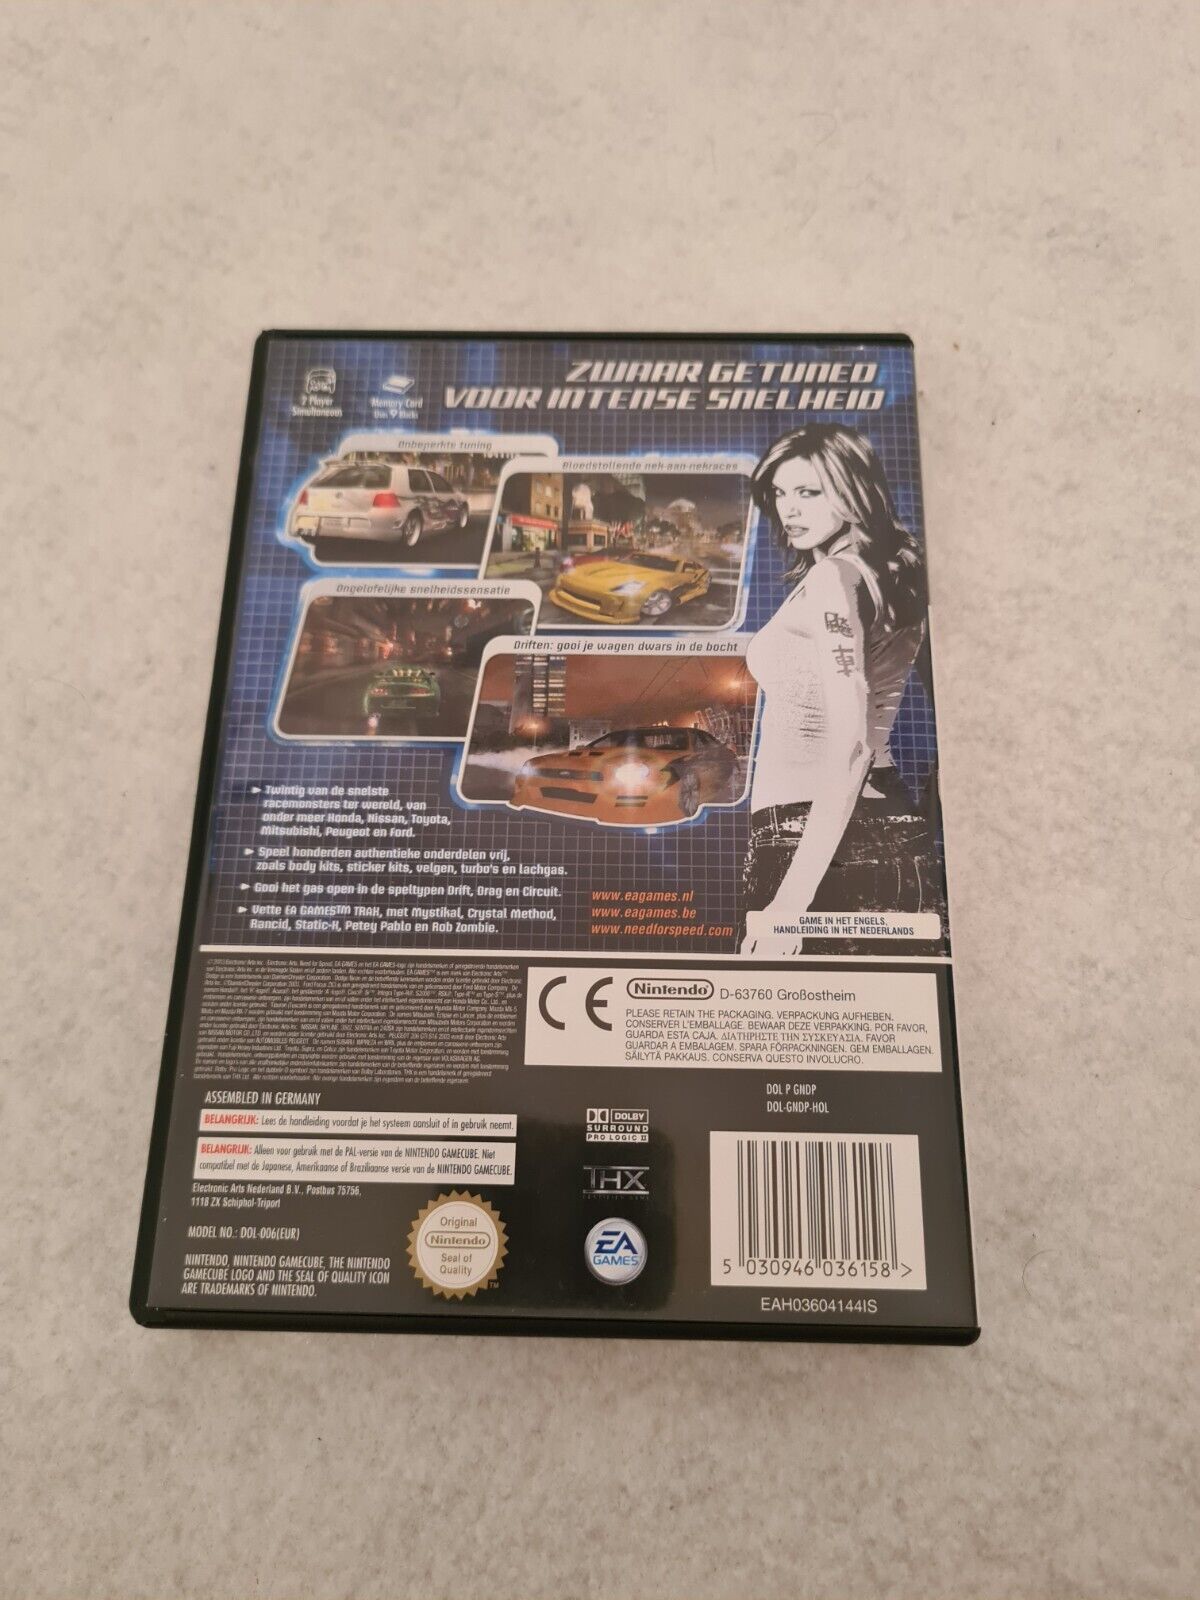 ZWAAR GETUNED
VOOR INTENSE SNELHEID
2 Player
Simultaneous
Memory Card
Blocks
Onbeperkte tuning
Bloedstollende nek-aan-nekraces
Ongelofelijke snelheidssensatie
Driften: gooi je wagen dwars in de bocht
飈
車
Twintig van de snelste
racemonsters ter wereld, van
onder meer Honda, Nissan, Toyota,
Mitsubishi, Peugeot en Ford.
Speel honderden authentieke onderdelen vrij,
zoals body kits, sticker kits, velgen, turbo's en lachgas.
Gooi het gas open in de speltypen Drift, Drag en Circuit.
Vette EA GAMES™ TRAX, met Mystikal, Crystal Method,
Rancid, Static-X, Petey Pablo en Rob Zombie.
www.eagames.nl
www.eagames.be
www.needforspeed.com
GAME IN HET ENGELS.
HANDLEIDING IN HET NEDERLANDS
CE
Nintendo D-63760 Großostheim
PLEASE RETAIN THE PACKAGING. VERPACKUNG AUFHEBEN.
CONSERVER L'EMBALLAGE. BEWAAR DEZE VERPAKKING. POR FAVOR,
GUARDA ESTA CAJA. ΔΙΑΤΗΡΗΣΤΕ ΤΗΝ ΣΥΣΚΕΥΑΣΙΑ. FAVOR
GUARDAR A EMBALAGEM. SPARA FÖRPACKNINGEN. GEM EMBALLAGEN.
SÄILYTÄ PAKKAUS. CONSERVA QUESTO INVOLUCRO.
DOL P GNDP
DOL-GNDP-HOL
ASSEMBLED IN GERMANY
BELANGRIJK: Lees de handleiding voordat je het systeem aansluit of in gebruik neemt.
BELANGRIJK: Alleen voor gebruik met de PAL-versie van de NINTENDO GAMECUBE. Niet
compatibel met de Japanse, Amerikaanse of Braziliaanse versie van de NINTENDO GAMECUBE.
Electronic Arts Nederland B.V., Postbus 75756,
1118 ZX Schiphol-Triport
MODEL NO.: DOL-006(EUR)
NINTENDO, NINTENDO GAMECUBE, THE NINTENDO
GAMECUBE LOGO AND THE SEAL OF QUALITY ICON
ARE TRADEMARKS OF NINTENDO.
Original
Nintendo
Seal of
Quality
TM
DOLBY
SURROUND
PRO LOGIC II
THX
EA
GAMES
5 030946 036158 >
EAH03604144IS